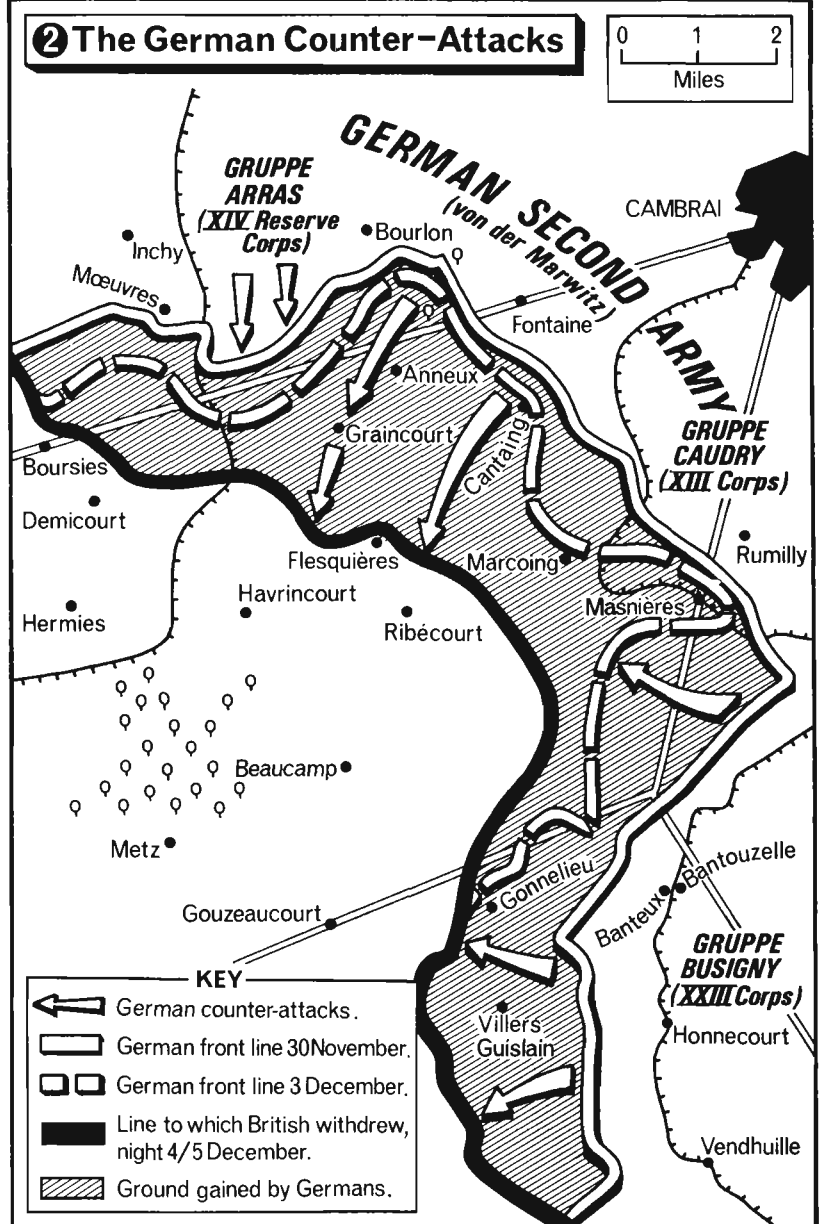 2 The German Counter-Attacks
0 1 2
Miles
GRUPPE
ARRAS
(XIV Reserve
Corps)
GERMAN SECOND ARMY
(von der Marwitz)
CAMBRAI
Inchy
Bourlon
Mœuvres
Fontaine
Anneux
GRUPPE
CAUDRY
(XIII Corps)
Graincourt
Cantaing
Boursies
Demicourt
Flesquières
Marcoing
Rumilly
Havrincourt
Masnières
Hermies
Ribécourt
Beaucamp
Metz
Gonnelieu
Bantouzelle
Banteux
Gouzeaucourt
GRUPPE
BUSIGNY
(XXIII Corps)
Villers
Guislain
Honnecourt
Vendhuille
KEY
German counter-attacks.
German front line 30 November.
German front line 3 December.
Line to which British withdrew,
night 4/5 December.
Ground gained by Germans.